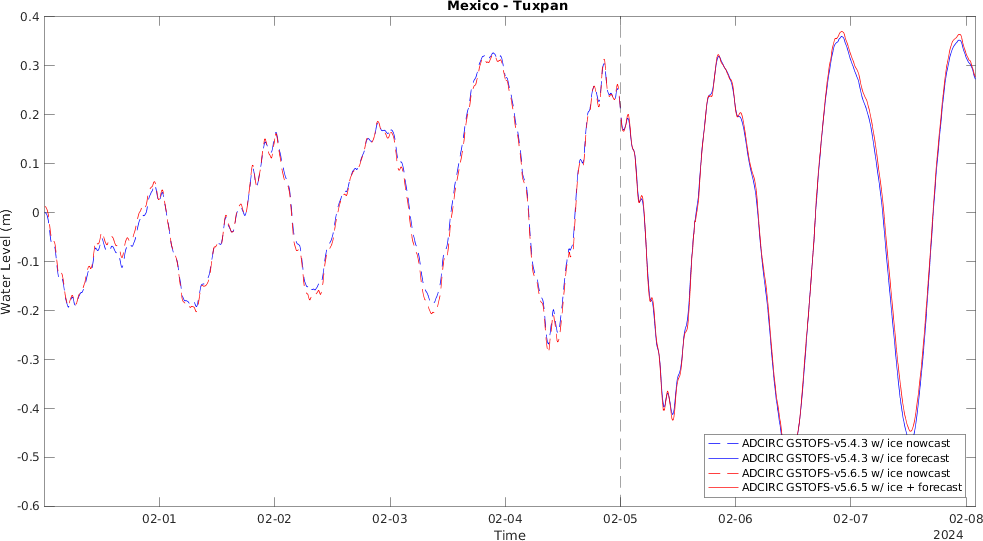 Mexico - Tuxpan
Water Level (m)
0.4
0.3
0.2
0.1
0
-0.1
-0.2
-0.3
-0.4
-0.5
-0.6
ADCIRC GSTOFS-v5.4.3 w/ ice nowcast
ADCIRC GSTOFS-v5.4.3 w/ ice forecast
ADCIRC GSTOFS-v5.6.5 w/ ice nowcast
ADCIRC GSTOFS-v5.6.5 w/ ice + forecast
02-01 02-02 02-03 02-04 02-05 02-06 02-07 02-08
Time
2024